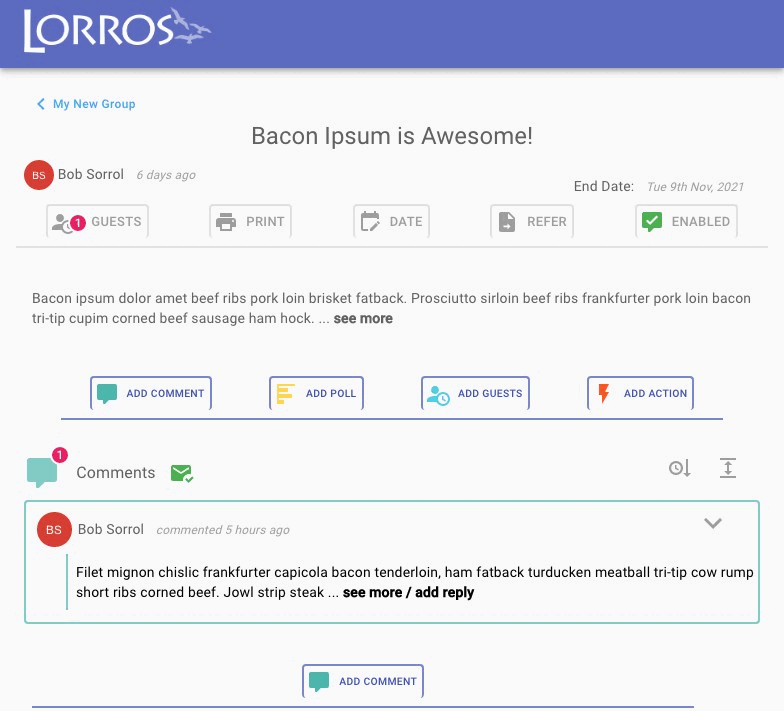 LORROS
My New Group
Bacon Ipsum is Awesome!
BS Bob Sorrol 6 days ago
End Date: Tue 9th Nov, 2021
1 GUESTS PRINT DATE REFER ENABLED
Bacon ipsum dolor amet beef ribs pork loin brisket fatback. Prosciutto sirloin beef ribs frankfurter pork loin bacon
tri-tip cupim corned beef sausage ham hock. ... see more
ADD COMMENT ADD POLL ADD GUESTS ADD ACTION
1
Comments
BS Bob Sorrol commented 5 hours ago
Filet mignon chislic frankfurter capicola bacon tenderloin, ham fatback turducken meatball tri-tip cow rump
short ribs corned beef. Jowl strip steak ... see more / add reply
ADD COMMENT